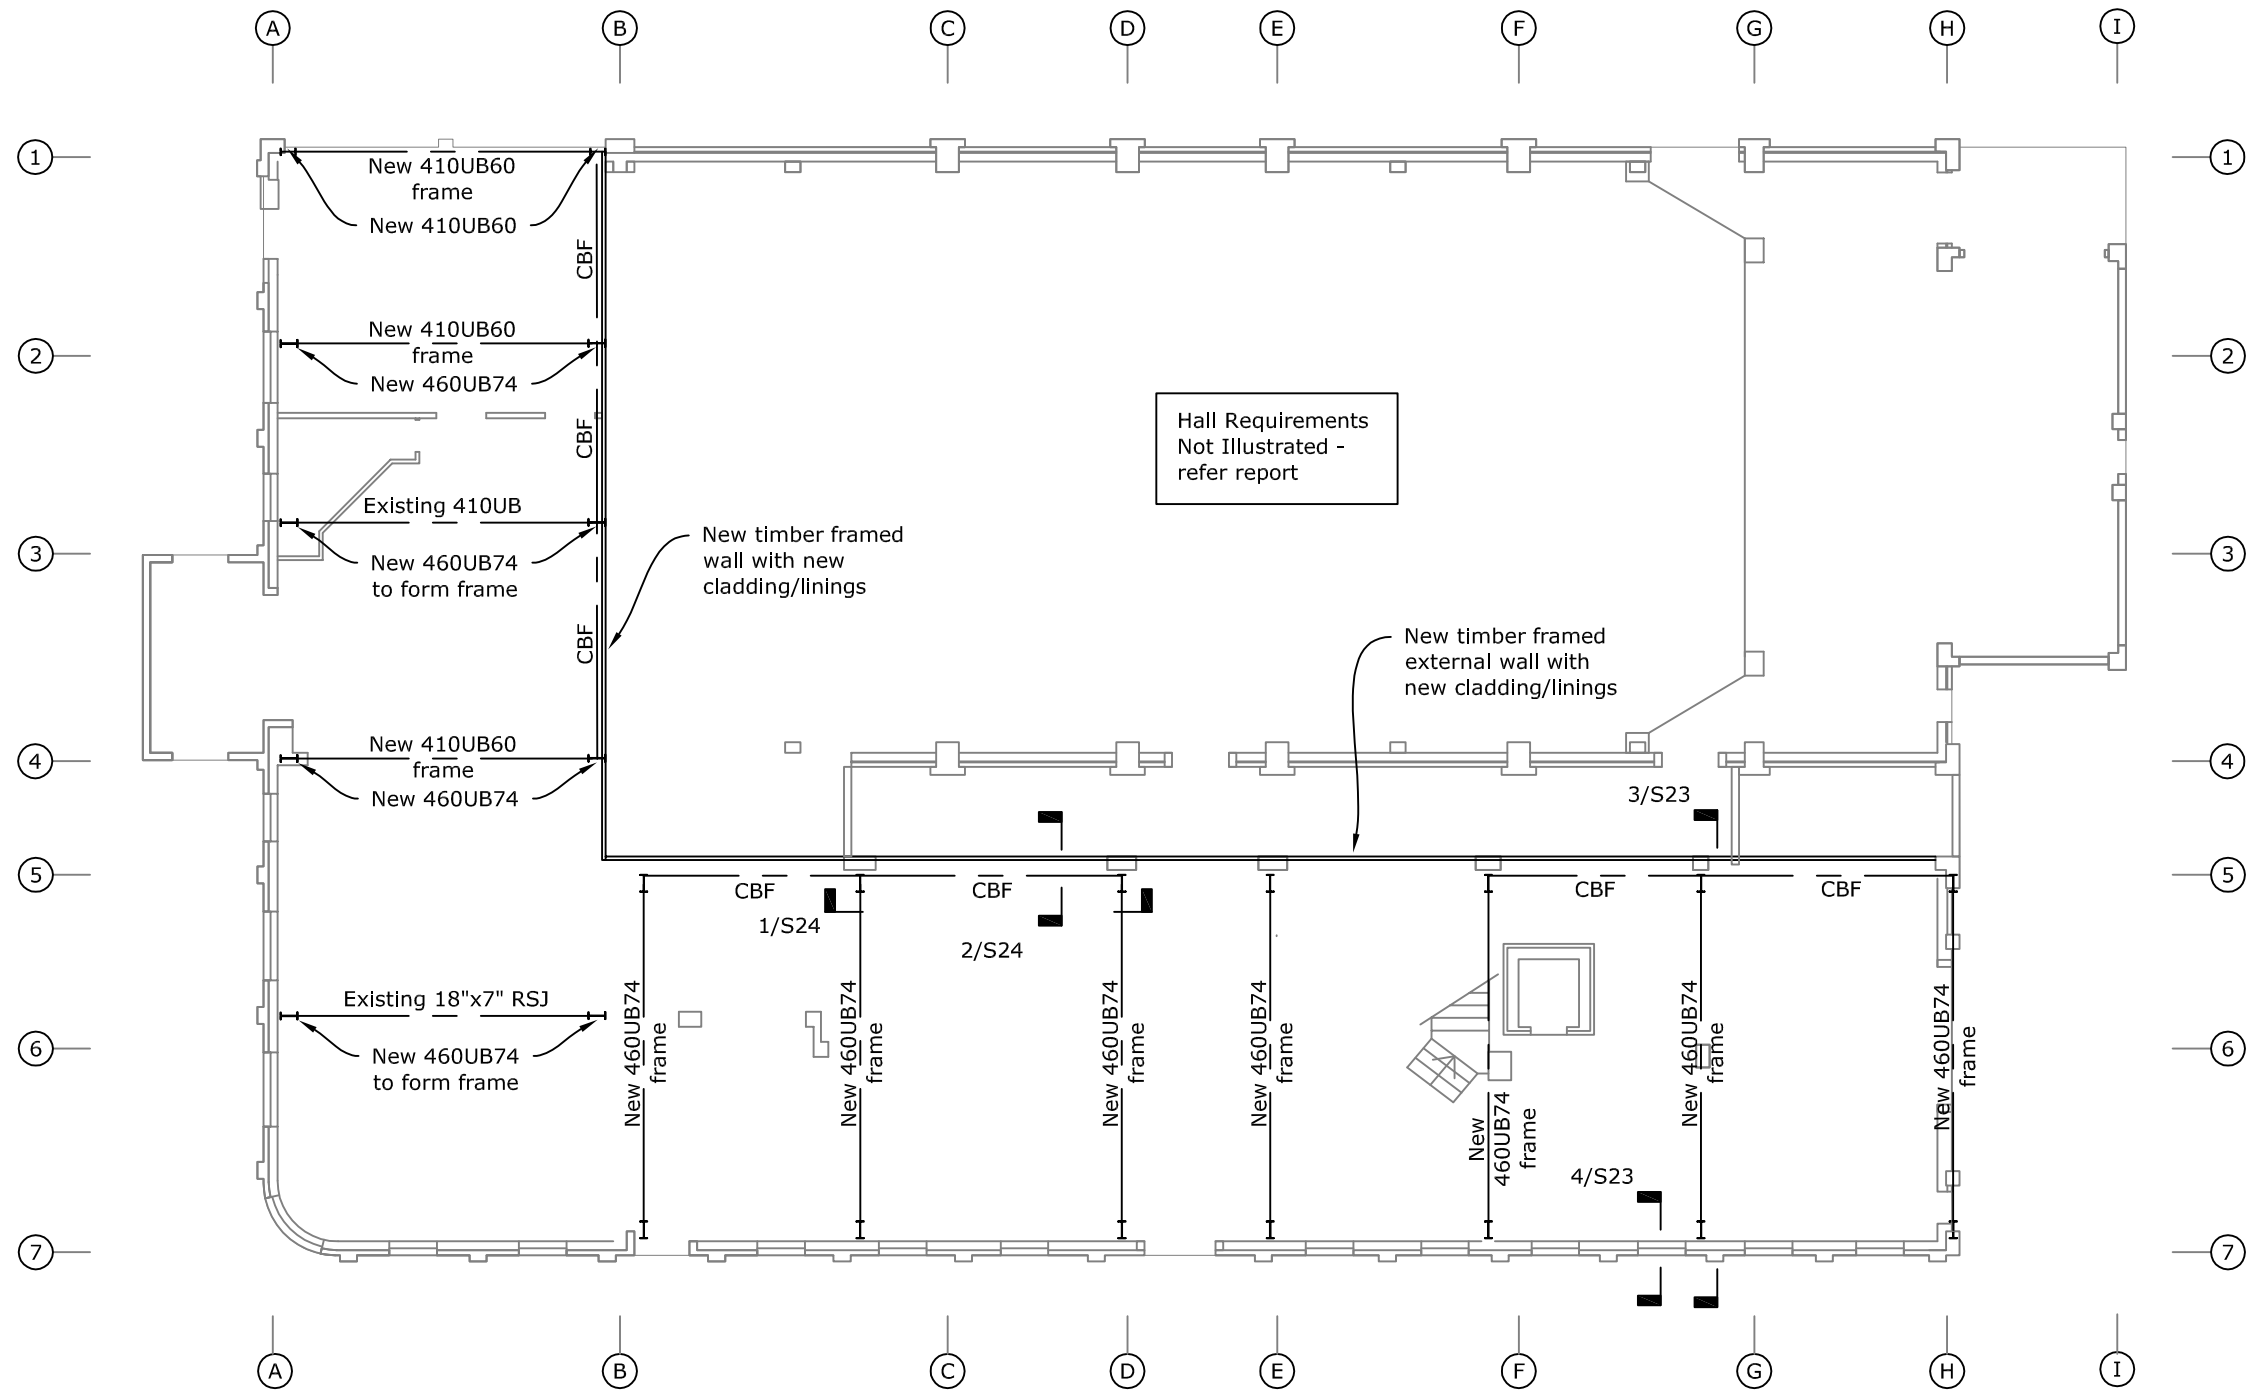 A
B
C
D
E
F
G
H
I
1
1
New 410UB60
frame
New 410UB60
CBF
New 410UB60
frame
2
2
New 460UB74
CBF
Hall Requirements
Not Illustrated -
refer report
Existing 410UB
New timber framed
wall with new
cladding/linings
3
3
New 460UB74
to form frame
CBF
New timber framed
external wall with
new cladding/linings
New 410UB60
frame
4
4
New 460UB74
3/S23
5
5
CBF
CBF
CBF
CBF
1/S24
2/S24
Existing 18"x7" RSJ
New 460UB74
to form frame
6
6
New 460UB74
frame
New 460UB74
frame
New 460UB74
frame
New 460UB74
frame
New
460UB74
frame
New 460UB74
frame
New 460UB74
frame
4/S23
7
7
A
B
C
D
E
F
G
H
I